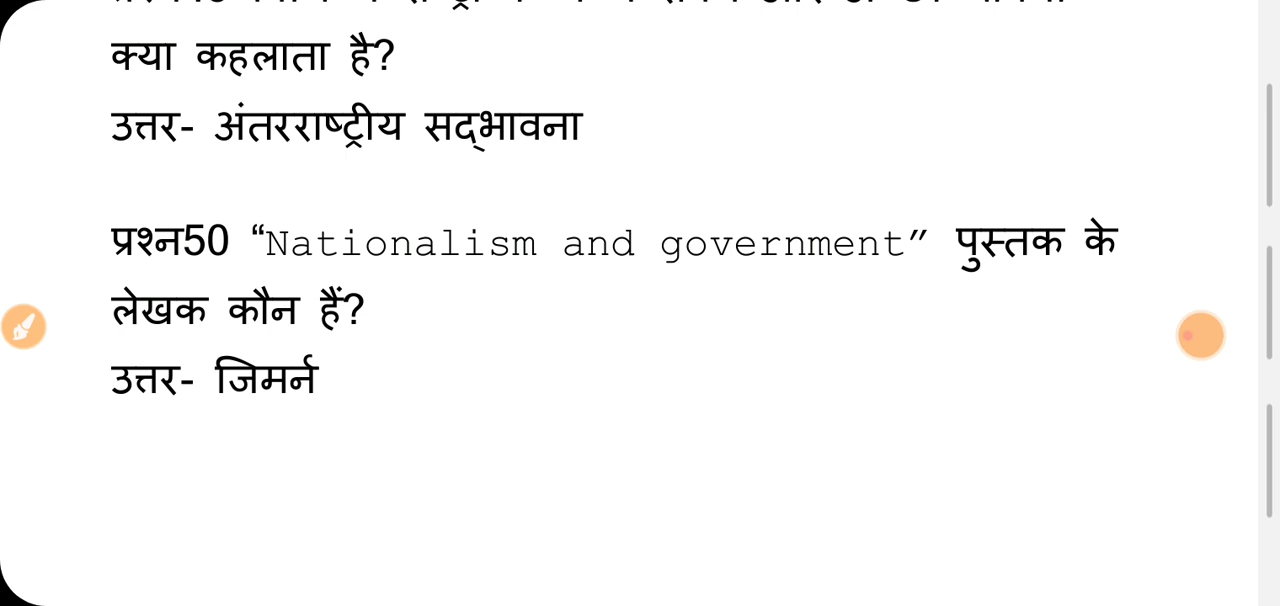 क्या कहलाता है?
उत्तर- अंतरराष्ट्रीय सद्भावना
प्रश्न50 “Nationalism and government” पुस्तक के
लेखक कौन हैं?
उत्तर- जिमर्न